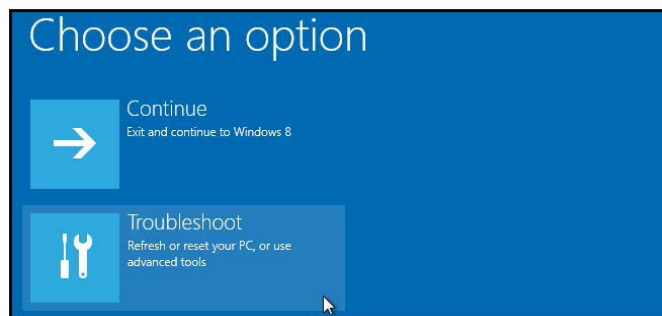 Choose an option
Continue
Exit and continue to Windows 8
Troubleshoot
Refresh or reset your PC, or use
advanced tools